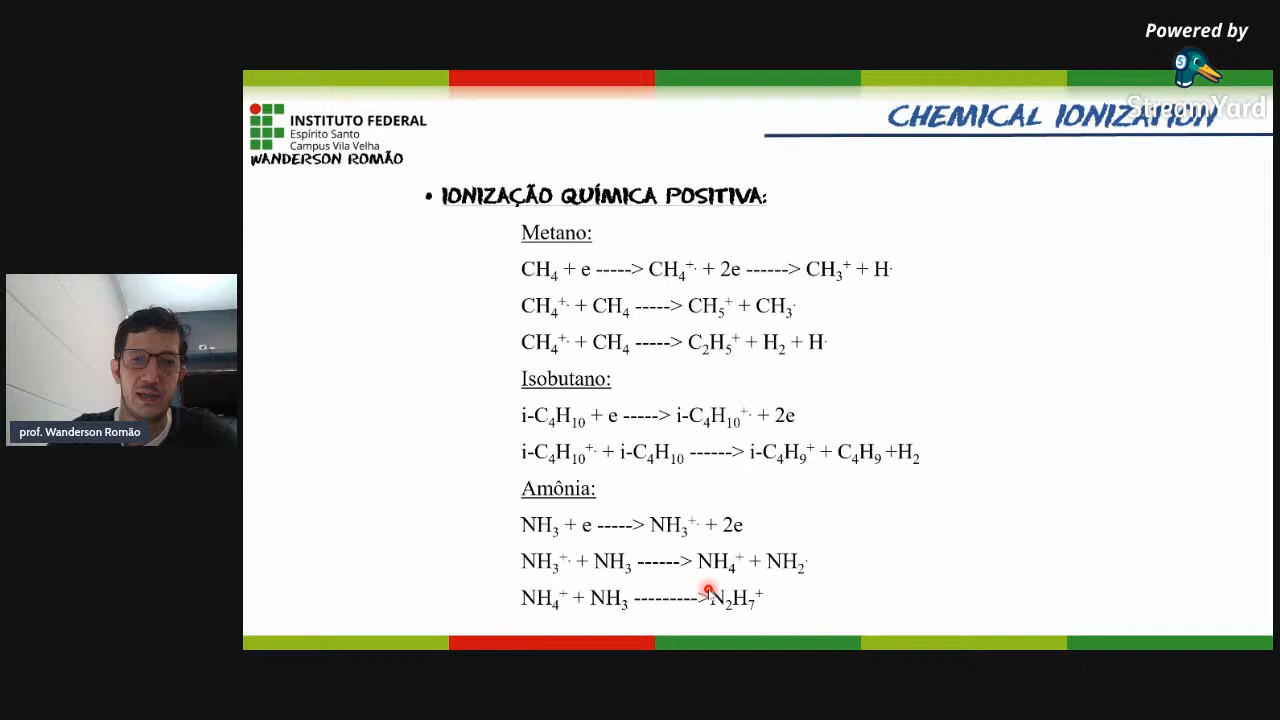 Powered by
StreamYard
INSTITUTO FEDERAL
Espírito Santo
Campus Vila Velha
WANDERSON ROMÃO
CHEMICAL IONIZATION
• IONIZAÇÃO QUÍMICA POSITIVA:
Metano:
CH₄ + e -----> CH₄⁺· + 2e ------> CH₃⁺ + H·
CH₄⁺· + CH₄ -----> CH₅⁺ + CH₃·
CH₄⁺· + CH₄ -----> C₂H₅⁺ + H₂ + H·
Isobutano:
i-C₄H₁₀ + e -----> i-C₄H₁₀⁺· + 2e
i-C₄H₁₀⁺· + i-C₄H₁₀ ------> i-C₄H₉⁺ + C₄H₉ +H₂
Amônia:
NH₃ + e -----> NH₃⁺· + 2e
NH₃⁺· + NH₃ ------> NH₄⁺ + NH₂·
NH₄⁺ + NH₃ --------->N₂H₇⁺
prof. Wanderson Romão